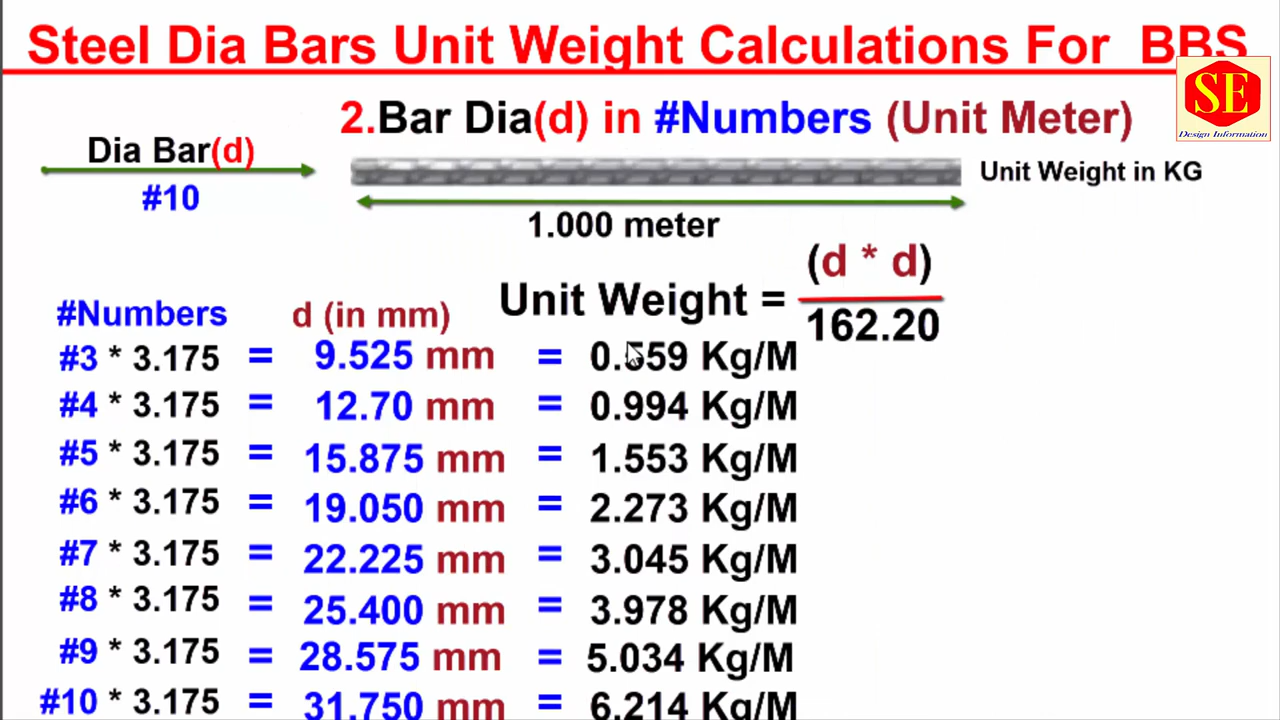 Steel Dia Bars Unit Weight Calculations For BBS
SE
Design Information
2.Bar Dia(d) in #Numbers (Unit Meter)
Dia Bar(d)
#10
Unit Weight in KG
1.000 meter
Unit Weight = (d * d)
162.20
#Numbers d (in mm)
#3 * 3.175 = 9.525 mm = 0.559 Kg/M
#4 * 3.175 = 12.70 mm = 0.994 Kg/M
#5 * 3.175 = 15.875 mm = 1.553 Kg/M
#6 * 3.175 = 19.050 mm = 2.273 Kg/M
#7 * 3.175 = 22.225 mm = 3.045 Kg/M
#8 * 3.175 = 25.400 mm = 3.978 Kg/M
#9 * 3.175 = 28.575 mm = 5.034 Kg/M
#10 * 3.175 = 31.750 mm = 6.214 Kg/M